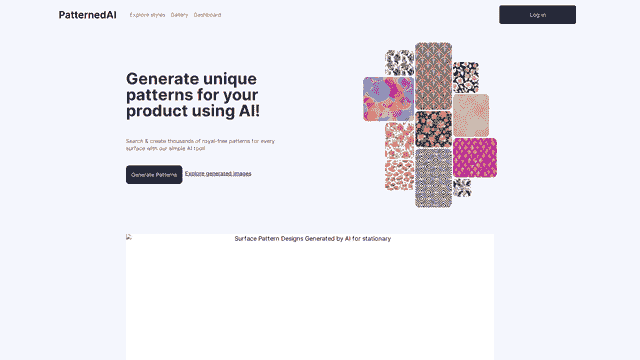 PatternedAI
Explore styles Gallery Dashboard
Log in
Generate unique
patterns for your
product using AI!
Search & create thousands of royal-free patterns for every
surface with our simple AI tool!
Generate Patterns
Explore generated images
Surface Pattern Designs Generated by AI for stationary